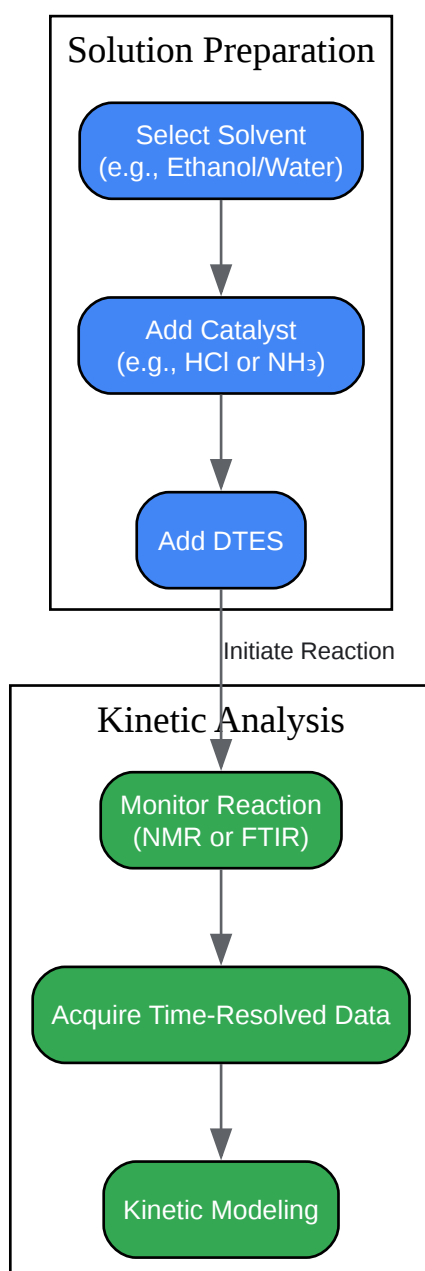 Solution Preparation
Select Solvent
(e.g., Ethanol/Water)
Add Catalyst
(e.g., HCl or NH₃)
Add DTES
Initiate Reaction
Kinetic Analysis
Monitor Reaction
(NMR or FTIR)
Acquire Time-Resolved Data
Kinetic Modeling